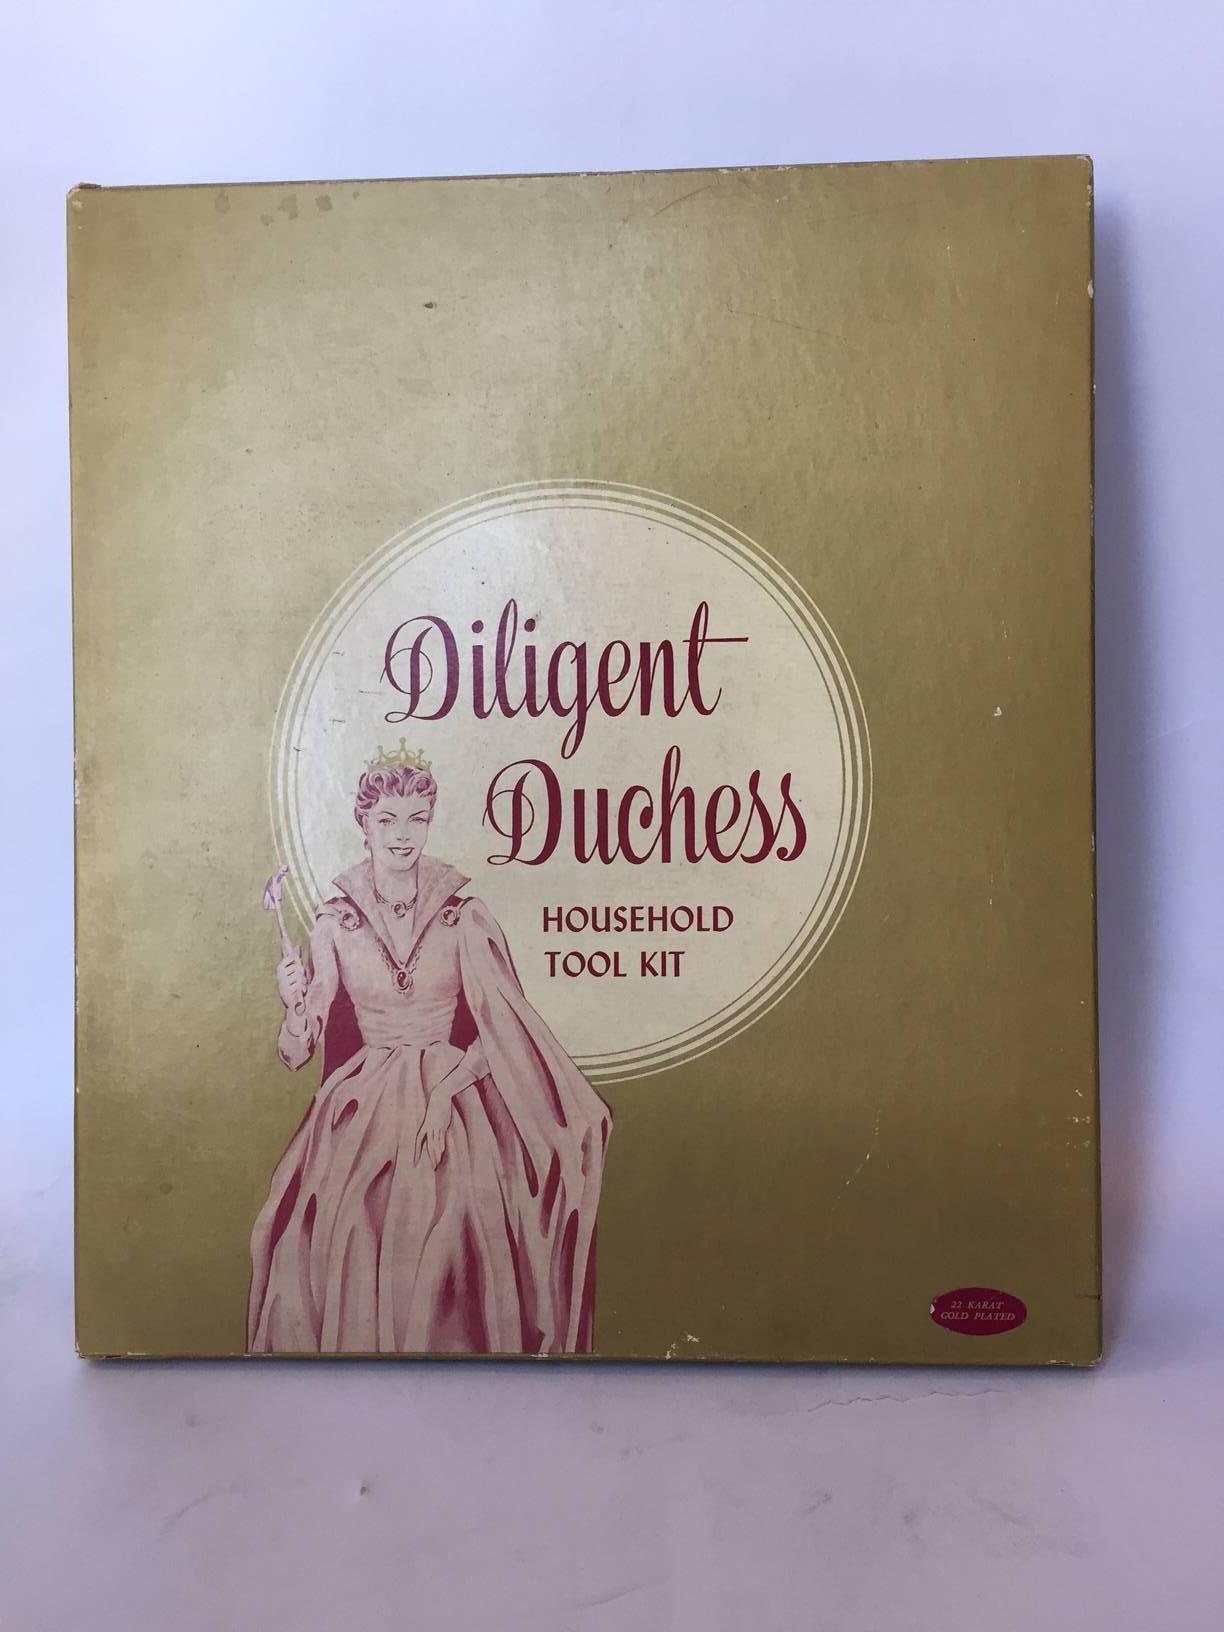 Diligent
Duchess
HOUSEHOLD
TOOL KIT
22 KARAT
GOLD PLATED